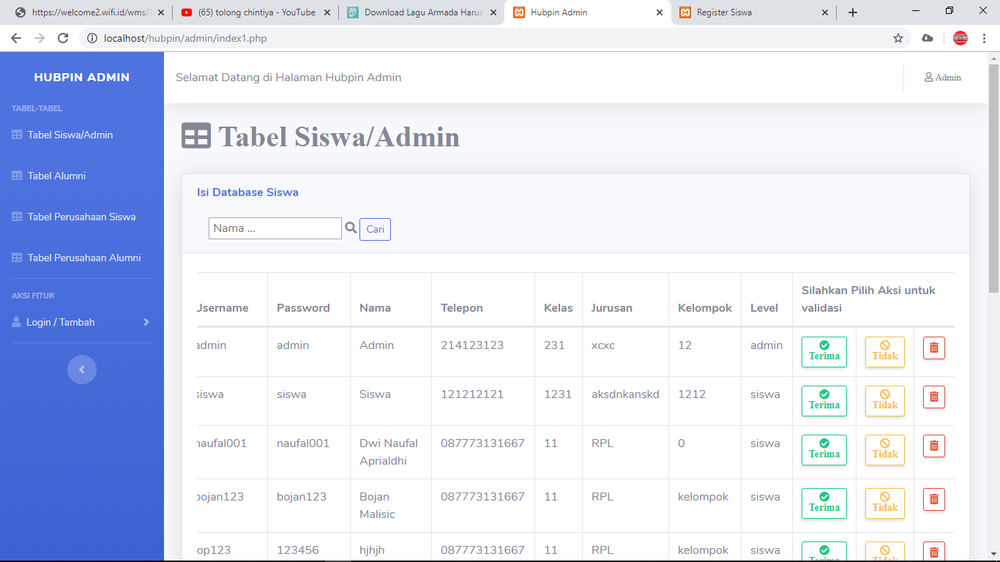 https://welcome2.wifi.id/wms/
(65) tolong chintiya - YouTube
Download Lagu Armada Harus
Hubpin Admin
Register Siswa
localhost/hubpin/admin/index1.php
HUBPIN ADMIN
Selamat Datang di Halaman Hubpin Admin
Admin
TABEL-TABEL
Tabel Siswa/Admin
Tabel Alumni
Tabel Perusahaan Siswa
Tabel Perusahaan Alumni
AKSI FITUR
Login / Tambah
Tabel Siswa/Admin
Isi Database Siswa
Nama ...
Cari
Username Password Nama Telepon Kelas Jurusan Kelompok Level Silahkan Pilih Aksi untuk
validasi
admin admin Admin 214123123 231 xcxc 12 admin Terima Tidak
siswa siswa Siswa 121212121 1231 aksdnkanskd 1212 siswa Terima Tidak
naufal001 naufal001 Dwi Naufal 087773131667 11 RPL 0 siswa Terima Tidak
Aprialdhi
bojan123 bojan123 Bojan 087773131667 11 RPL kelompok siswa Terima Tidak
Malisic
op123 123456 hjhjh 087773131667 11 RPL kelompok siswa Terima Tidak